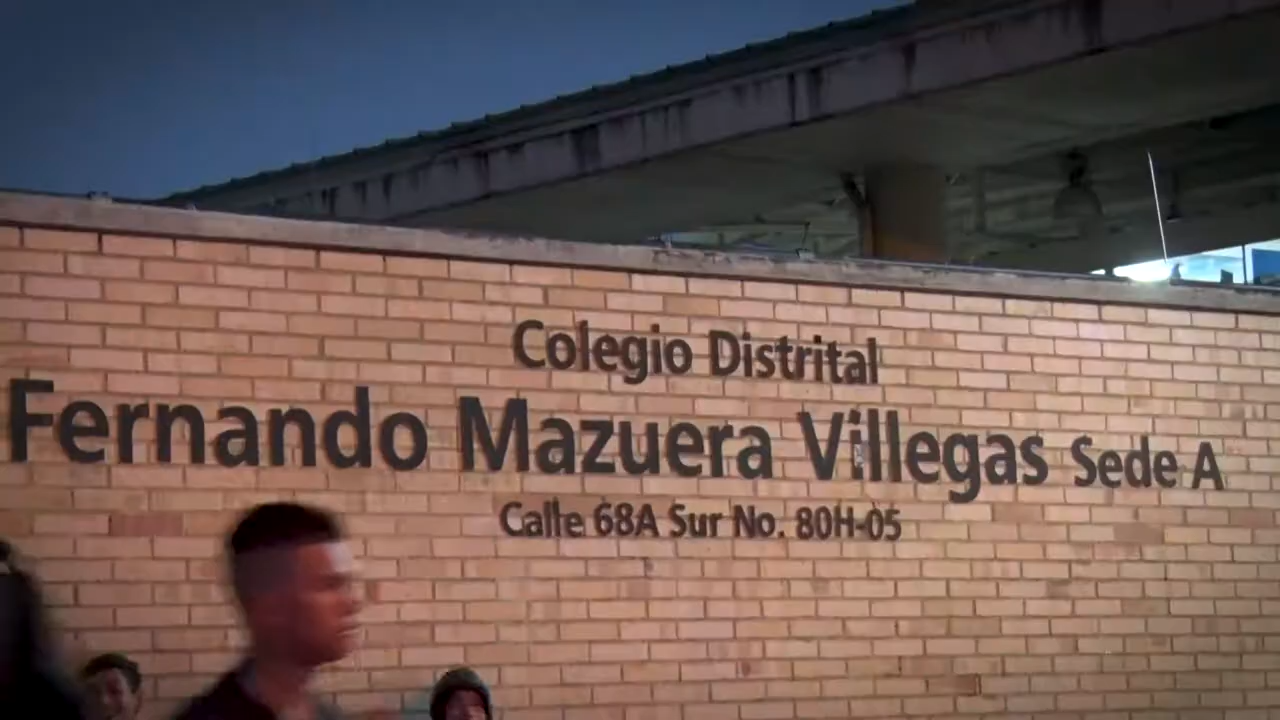 Colegio Distrital
Fernando Mazuera Villegas Sede A
Calle 68A Sur No. 80H-05